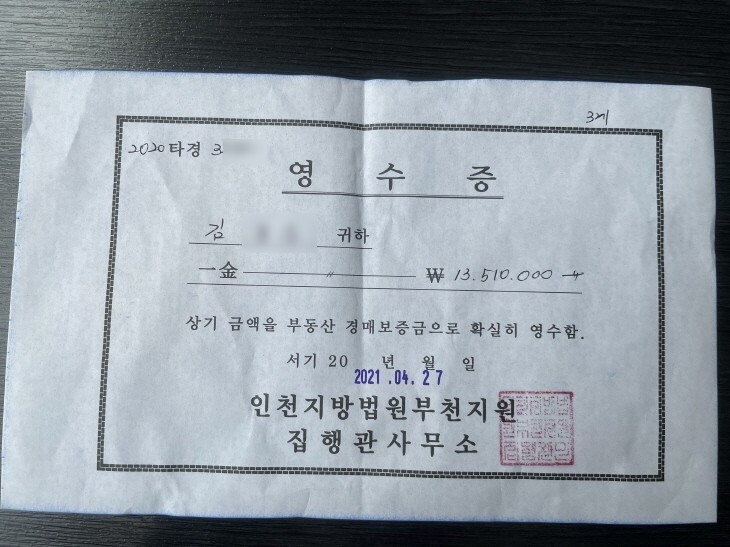 3계
2020타경 3
영 수 증
김 귀하
一金 〃 ₩ 13.510.000
상기 금액을 부동산 경매보증금으로 확실히 영수함.
서기 20 년 월 일
2021.04.27
인천지방법원부천지원
집행관사무소